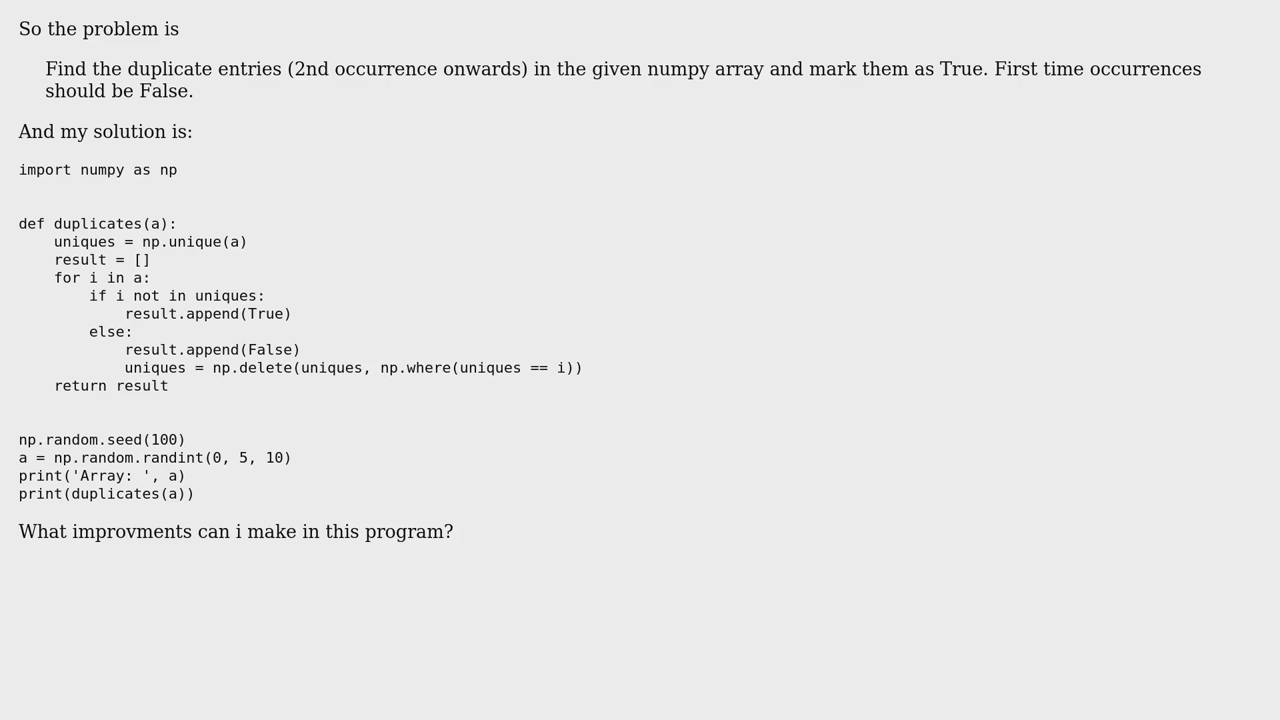 So the problem is
Find the duplicate entries (2nd occurrence onwards) in the given numpy array and mark them as True. First time occurrences
should be False.
And my solution is:
import numpy as np
def duplicates(a):
    uniques = np.unique(a)
    result = []
    for i in a:
        if i not in uniques:
            result.append(True)
        else:
            result.append(False)
            uniques = np.delete(uniques, np.where(uniques == i))
    return result
np.random.seed(100)
a = np.random.randint(0, 5, 10)
print('Array: ', a)
print(duplicates(a))
What improvments can i make in this program?